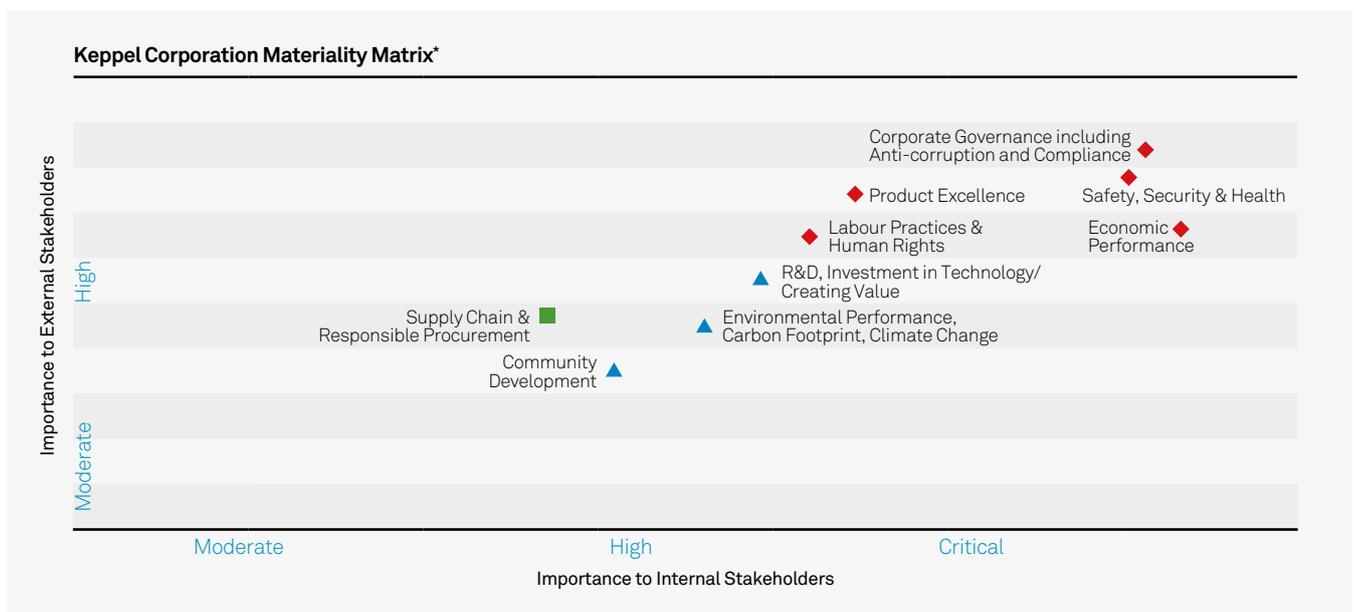 Keppel Corporation Materiality Matrix*
Importance to External Stakeholders
High
Moderate
Corporate Governance including
Anti-corruption and Compliance
Product Excellence
Safety, Security & Health
Labour Practices &
Human Rights
Economic
Performance
R&D, Investment in Technology/
Creating Value
Supply Chain &
Responsible Procurement
Environmental Performance,
Carbon Footprint, Climate Change
Community
Development
Moderate
High
Critical
Importance to Internal Stakeholders